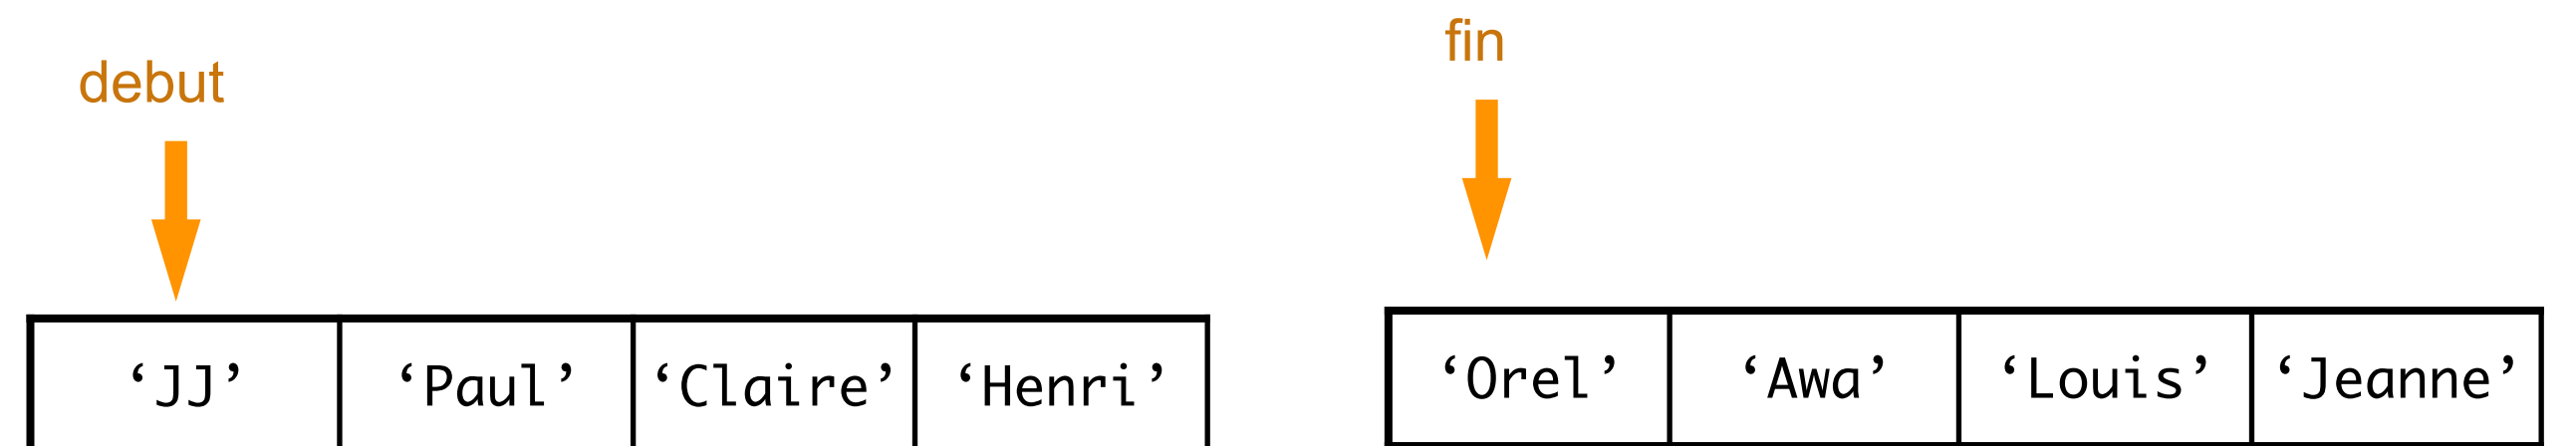 fin
debut
‘JJ’ ‘Paul’ ‘Claire’ ‘Henri’ ‘Orel’ ‘Awa’ ‘Louis’ ‘Jeanne’